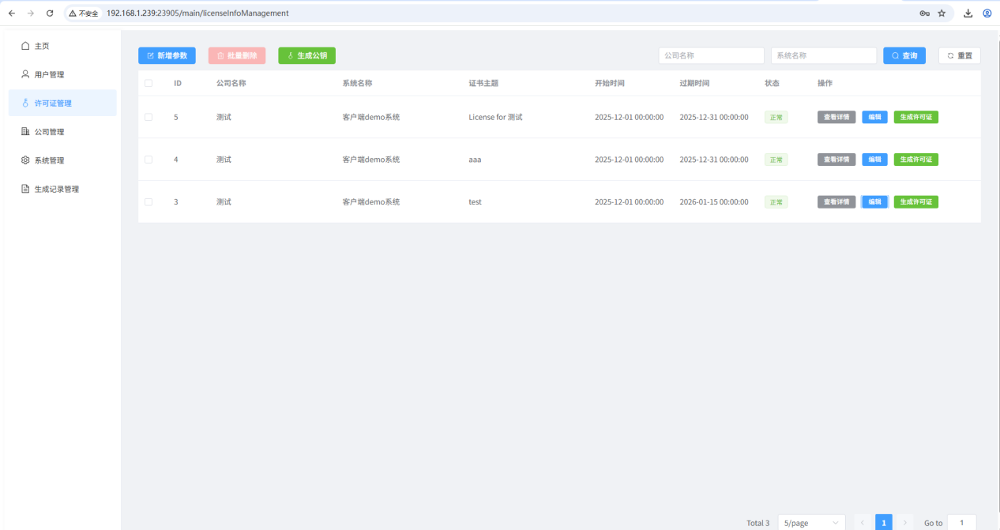 不安全 192.168.1.239:23905/main/licenseInfoManagement
主页
用户管理
许可证管理
公司管理
系统管理
生成记录管理
新增参数 批量删除 生成公钥 公司名称 系统名称 查询 重置
ID 公司名称 系统名称 证书主题 开始时间 过期时间 状态 操作
5 测试 客户端demo系统 License for 测试 2025-12-01 00:00:00 2025-12-31 00:00:00 正常 查看详情 编辑 生成许可证
4 测试 客户端demo系统 aaa 2025-12-01 00:00:00 2025-12-31 00:00:00 正常 查看详情 编辑 生成许可证
3 测试 客户端demo系统 test 2025-12-01 00:00:00 2026-01-15 00:00:00 正常 查看详情 编辑 生成许可证
Total 3 5/page 1 Go to 1